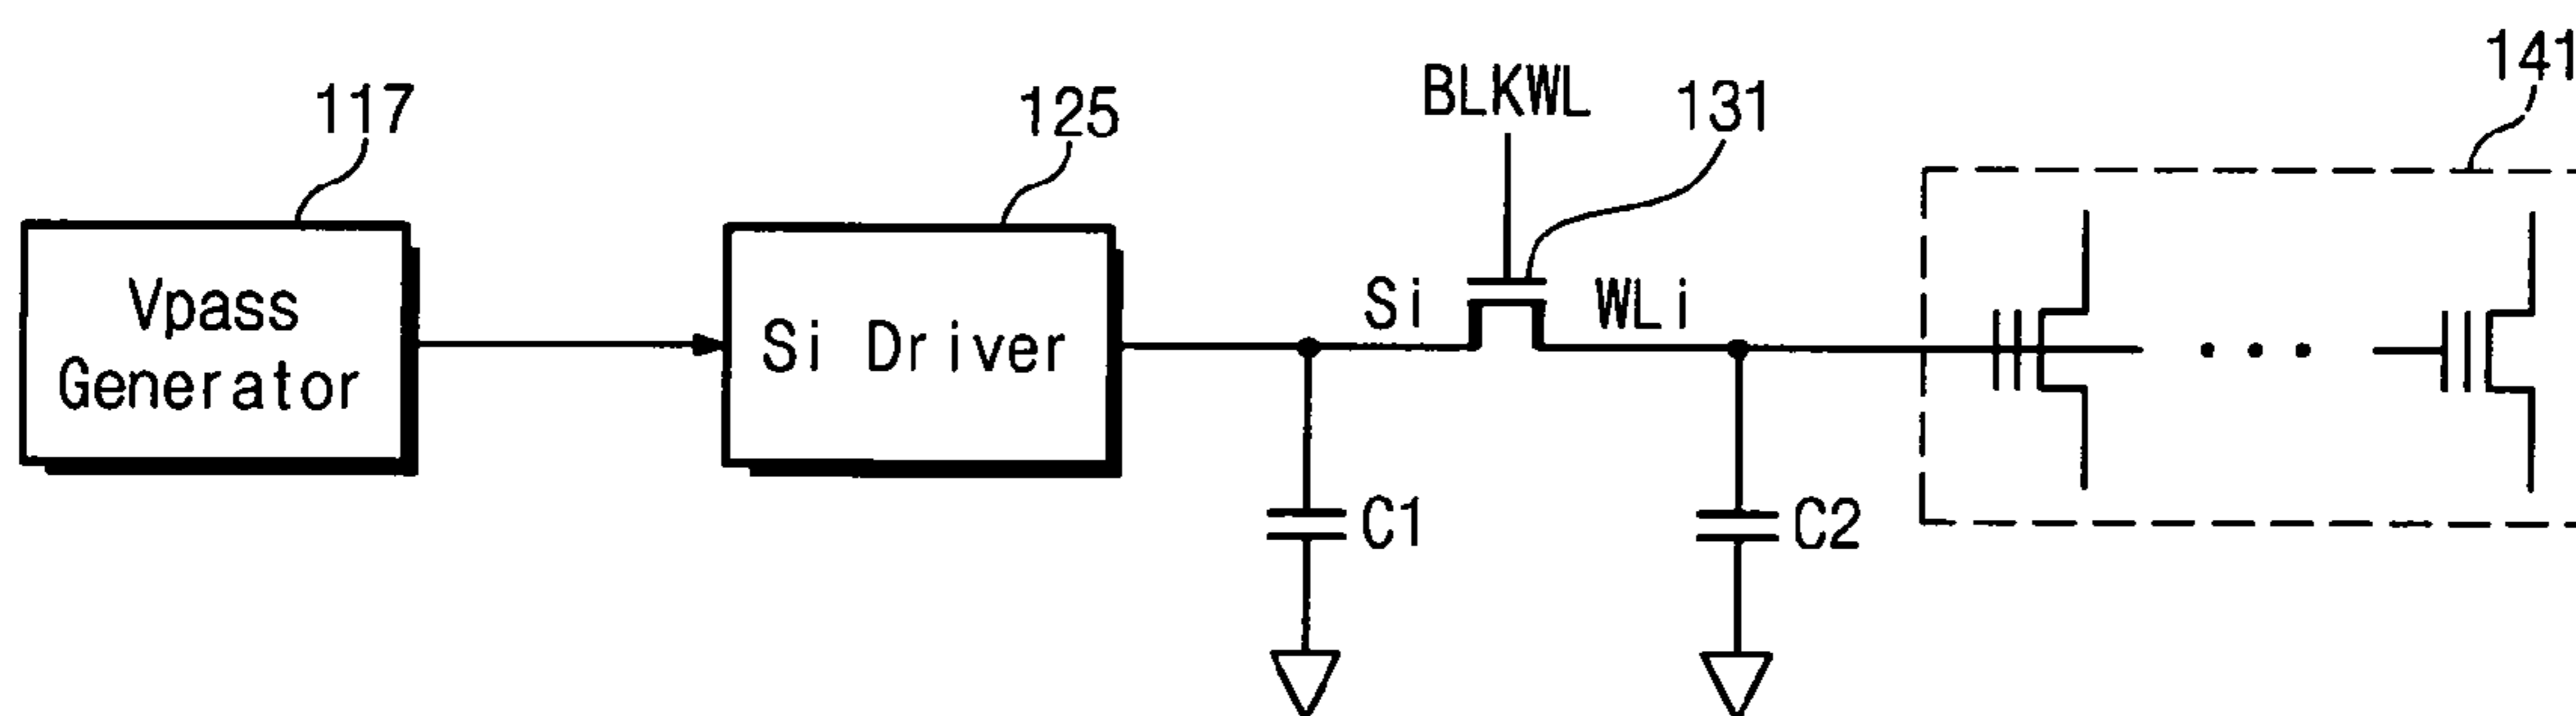 117
Vpass
Generator
125
Si Driver
BLKWL
131
Si
WLi
C1
C2
141